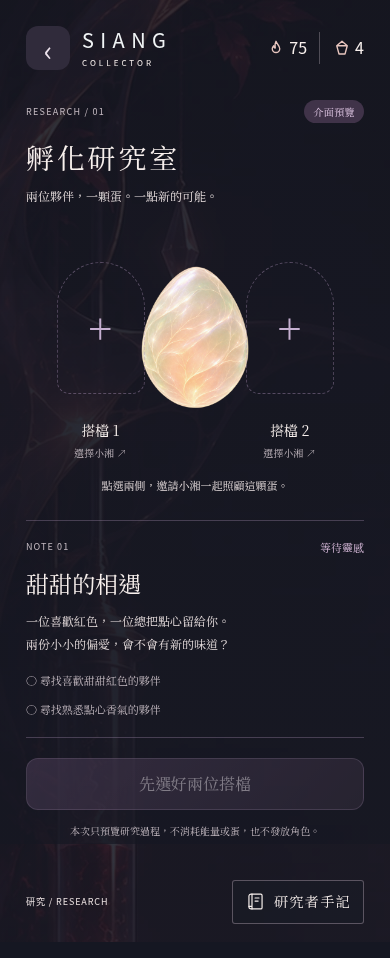 ‹ SIANG
COLLECTOR
75 4
RESEARCH / 01 介面預覽
孵化研究室
兩位夥伴，一顆蛋。一點新的可能。
+ +
搭檔 1 搭檔 2
選擇小湘 ↗ 選擇小湘 ↗
點選兩側，邀請小湘一起照顧這顆蛋。
NOTE 01 等待靈感
甜甜的相遇
一位喜歡紅色，一位總把點心留給你。
兩份小小的偏愛，會不會有新的味道？
○ 尋找喜歡甜甜紅色的夥伴
○ 尋找熟悉點心香氣的夥伴
先選好兩位搭檔
本次只預覽研究過程，不消耗能量或蛋，也不發放角色。
研究 / RESEARCH 研究者手記